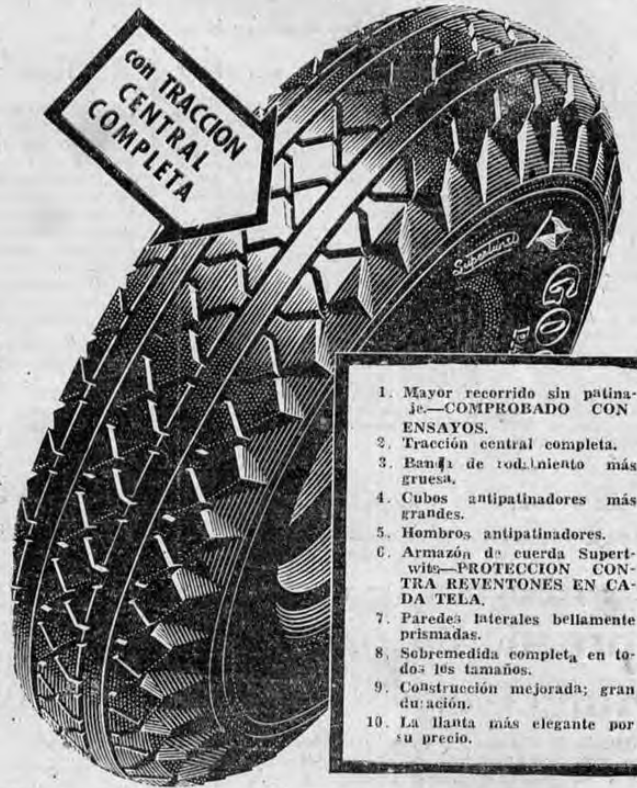 con TRACCION
CENTRAL
COMPLETA
Supertwist
GOO
P
1. Mayor recorrido sin patina-
je.—COMPROBADO CON
ENSAYOS.
2. Tracción central completa.
3. Banda de rodamiento más
gruesa.
4. Cubos antipatinadores más
grandes.
5. Hombros antipatinadores.
6. Armazón de cuerda Supert-
wits—PROTECCION CON-
TRA REVENTONES EN CA-
DA TELA.
7. Paredes laterales bellamente
prismadas.
8. Sobremedida completa en to-
dos los tamaños.
9. Construcción mejorada; gran
duración.
10. La llanta más elegante por
su precio.